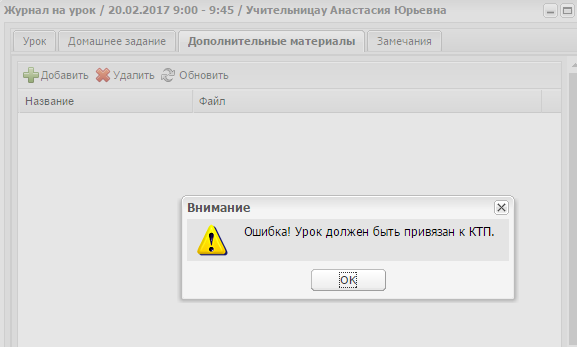 Журнал на урок / 20.02.2017 9:00 - 9:45 / Учительницау Анастасия Юрьевна
Урок Домашнее задание Дополнительные материалы Замечания
Добавить Удалить Обновить
Название Файл
Внимание
Ошибка! Урок должен быть привязан к КТП.
OK